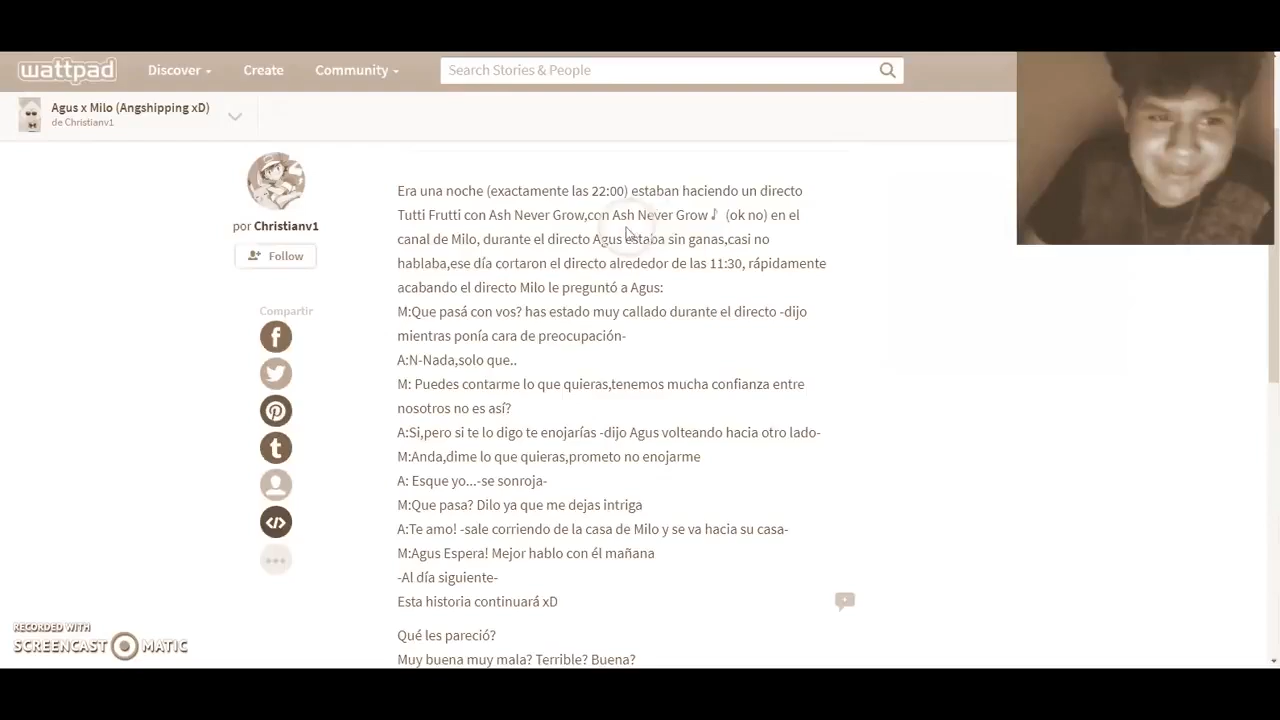 wattpad
Discover
Create
Community
Search Stories & People
Agus x Milo (Angshipping xD)
de Christianv1
por Christianv1
Follow
Compartir
Era una noche (exactamente las 22:00) estaban haciendo un directo
Tutti Frutti con Ash Never Grow,con Ash Never Grow♪ (ok no) en el
canal de Milo, durante el directo Agus estaba sin ganas,casi no
hablaba,ese día cortaron el directo alrededor de las 11:30, rápidamente
acabando el directo Milo le preguntó a Agus:
M:Que pasá con vos? has estado muy callado durante el directo -dijo
mientras ponía cara de preocupación-
A:N-Nada,solo que..
M: Puedes contarme lo que quieras,tenemos mucha confianza entre
nosotros no es así?
A:Si,pero si te lo digo te enojarías -dijo Agus volteando hacia otro lado-
M:Anda,dime lo que quieras,prometo no enojarme
A: Esque yo...-se sonroja-
M:Que pasa? Dilo ya que me dejas intriga
A:Te amo! -sale corriendo de la casa de Milo y se va hacia su casa-
M:Agus Espera! Mejor hablo con él mañana
-Al día siguiente-
Esta historia continuará xD
Qué les pareció?
Muy buena muy mala? Terrible? Buena?
RECORDED WITH
SCREENCAST MATIC